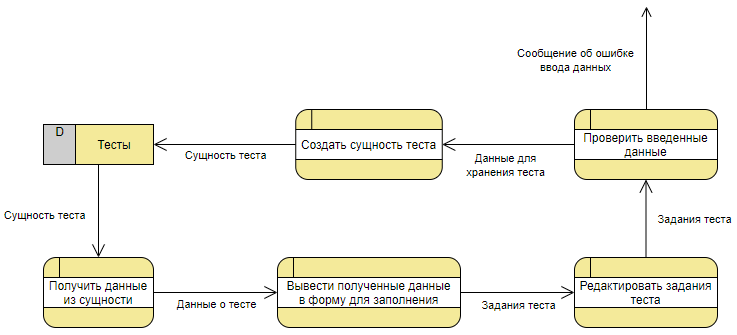 Сообщение об ошибке
ввода данных
D
Тесты
Сущность теста
Создать сущность теста
Данные для
хранения теста
Проверить введенные
данные
Сущность теста
Задания теста
Получить данные
из сущности
Данные о тесте
Вывести полученные данные
в форму для заполнения
Задания теста
Редактировать задания
теста